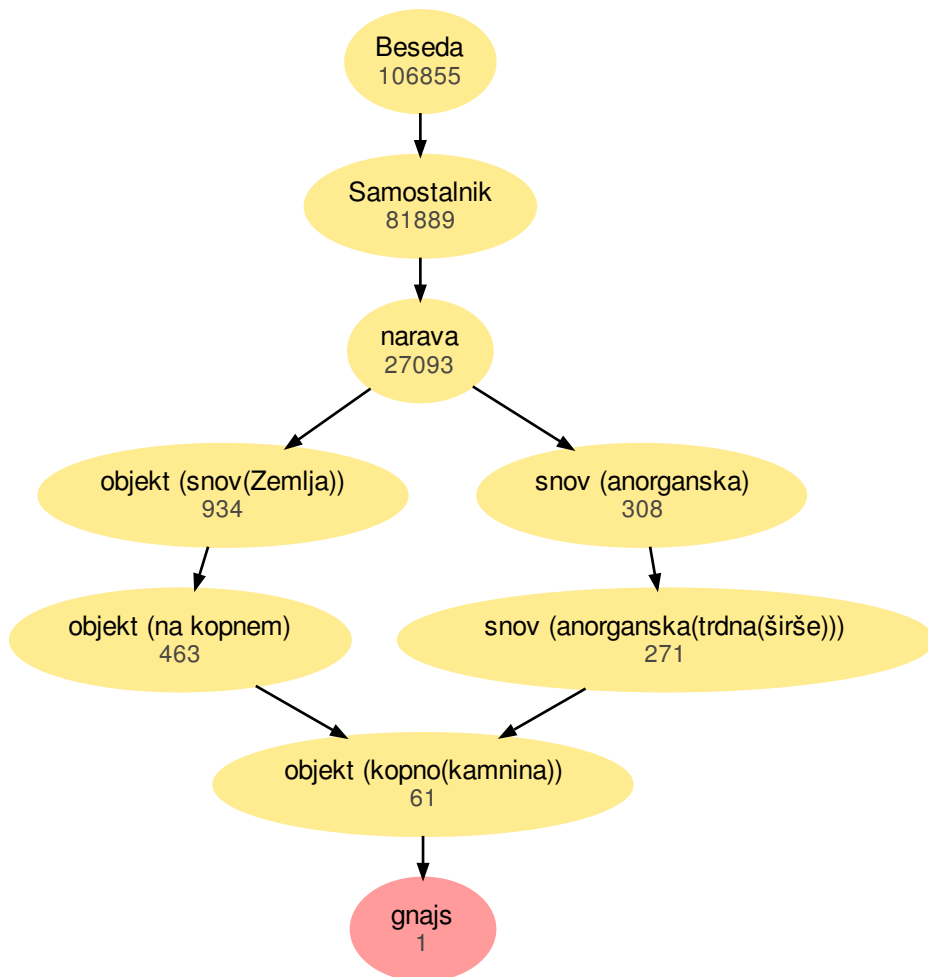 Beseda
106855
Samostalnik
81889
narava
27093
objekt (snov(Zemlja))
934
snov (anorganska)
308
objekt (na kopnem)
463
snov (anorganska(trdna(širše)))
271
objekt (kopno(kamnina))
61
gnajs
1